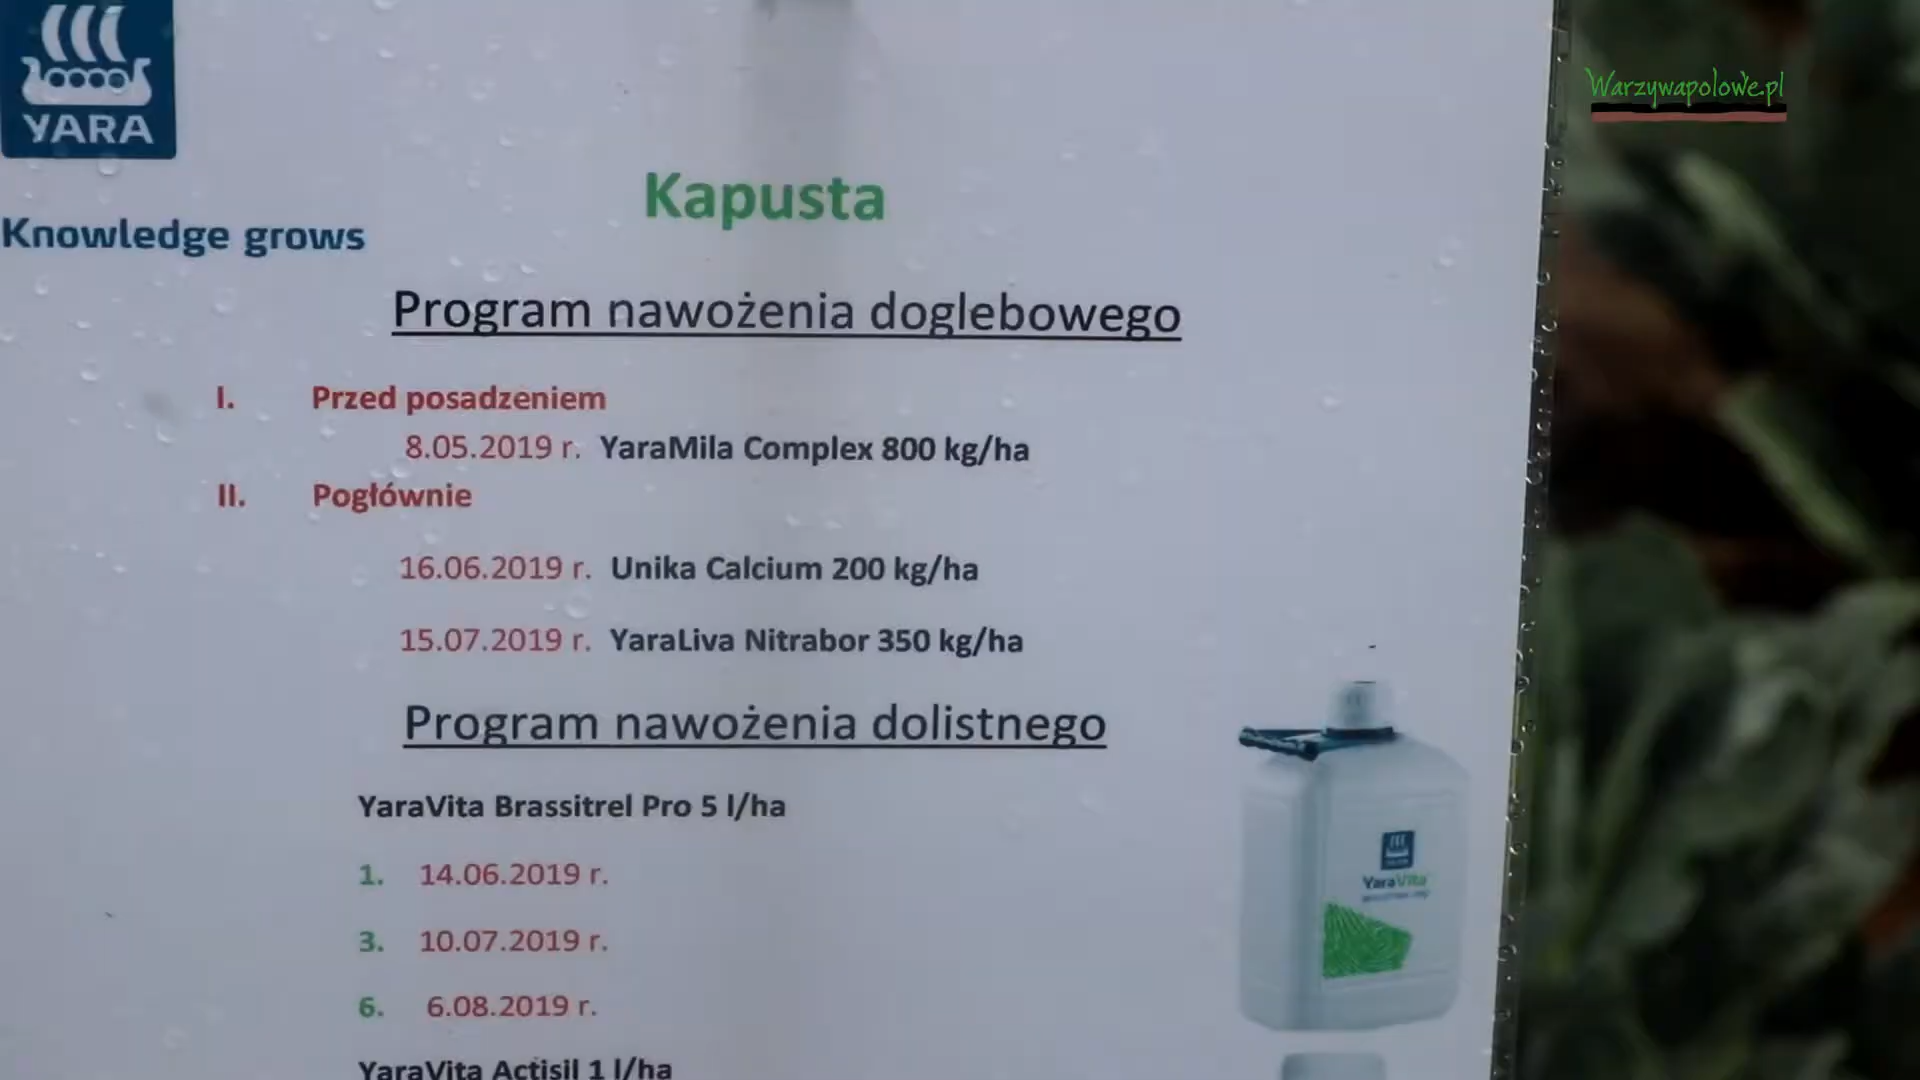 Warzywapolowe.pl
YARA
Knowledge grows
Kapusta
Program nawożenia doglebowego
I. Przed posadzeniem
8.05.2019 r. YaraMila Complex 800 kg/ha
II. Pogłównie
16.06.2019 r. Unika Calcium 200 kg/ha
15.07.2019 r. YaraLiva Nitrabor 350 kg/ha
Program nawożenia dolistnego
YaraVita Brassitrel Pro 5 l/ha
1. 14.06.2019 r.
3. 10.07.2019 r.
6. 6.08.2019 r.
YaraVita Actisil 1 l/ha
YaraVita